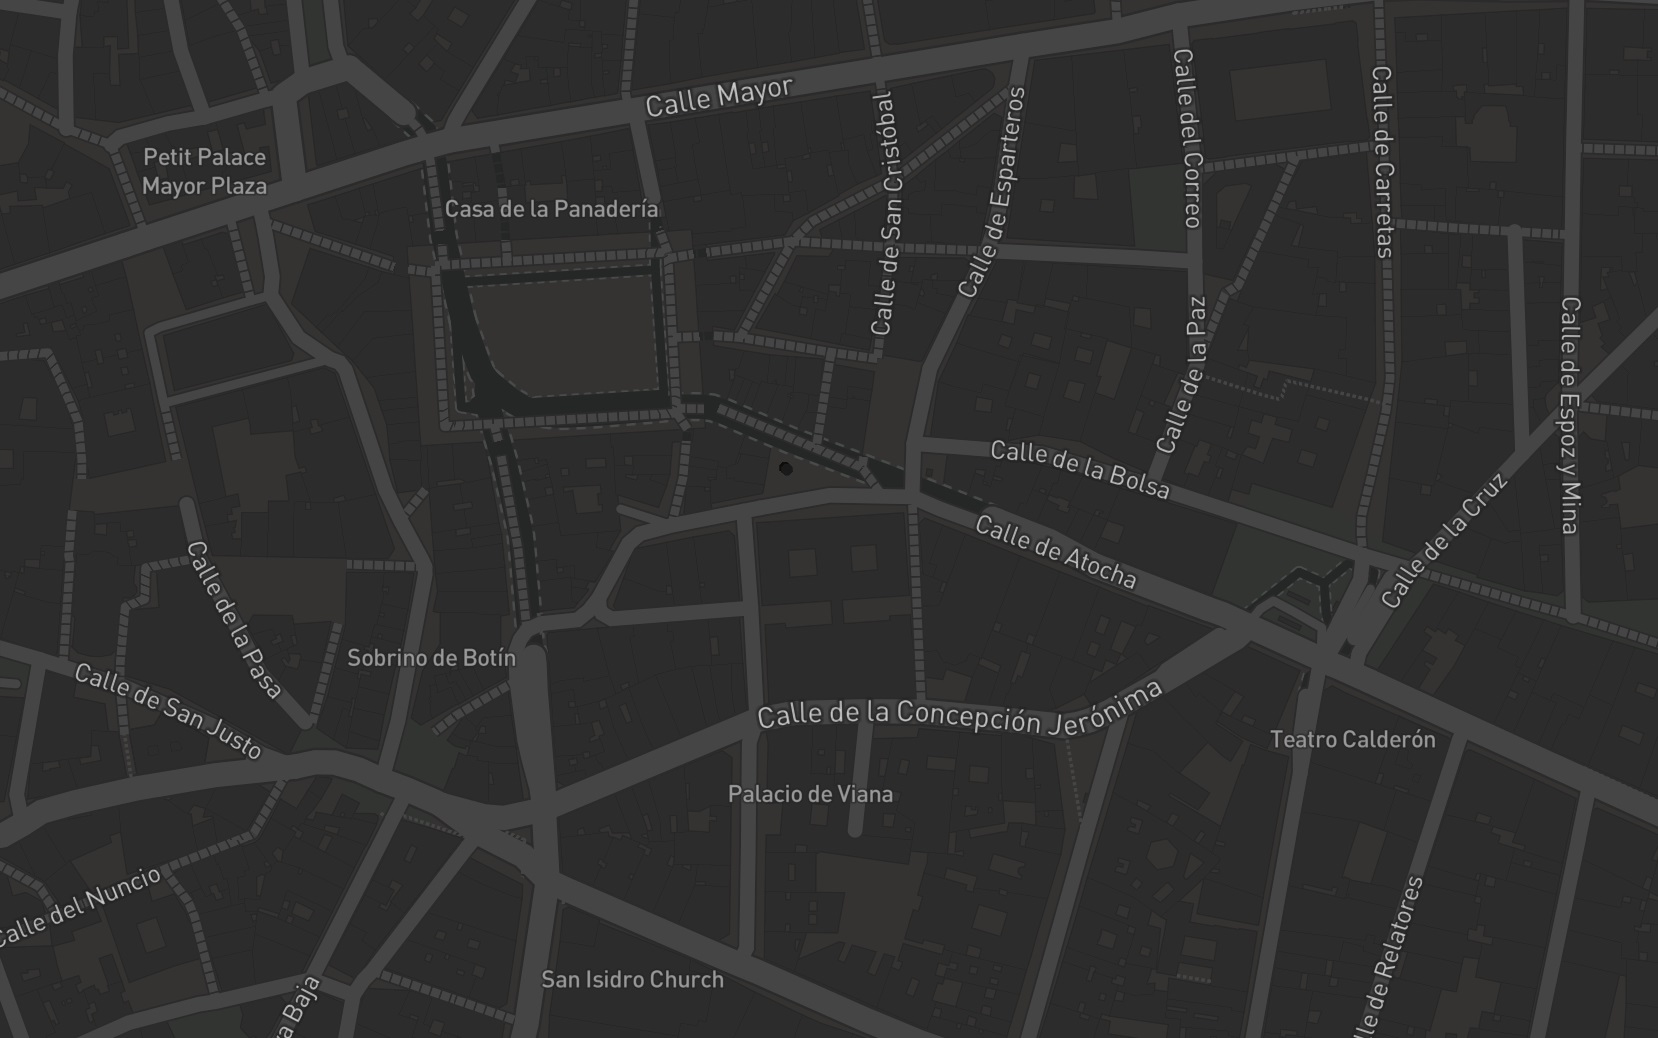 Calle Mayor
Petit Palace
Mayor Plaza
Casa de la Panadería
Calle de San Cristóbal
Calle de Esparteros
Calle del Correo
Calle de Carretas
Calle de la Paz
Calle de Espoz y Mina
Calle de la Bolsa
Calle de la Cruz
Calle de Atocha
Calle de la Pasa
Sobrino de Botín
Calle de San Justo
Calle de la Concepción Jerónima
Teatro Calderón
Palacio de Viana
Calle del Nuncio
San Isidro Church
Baja
lle de Relatores